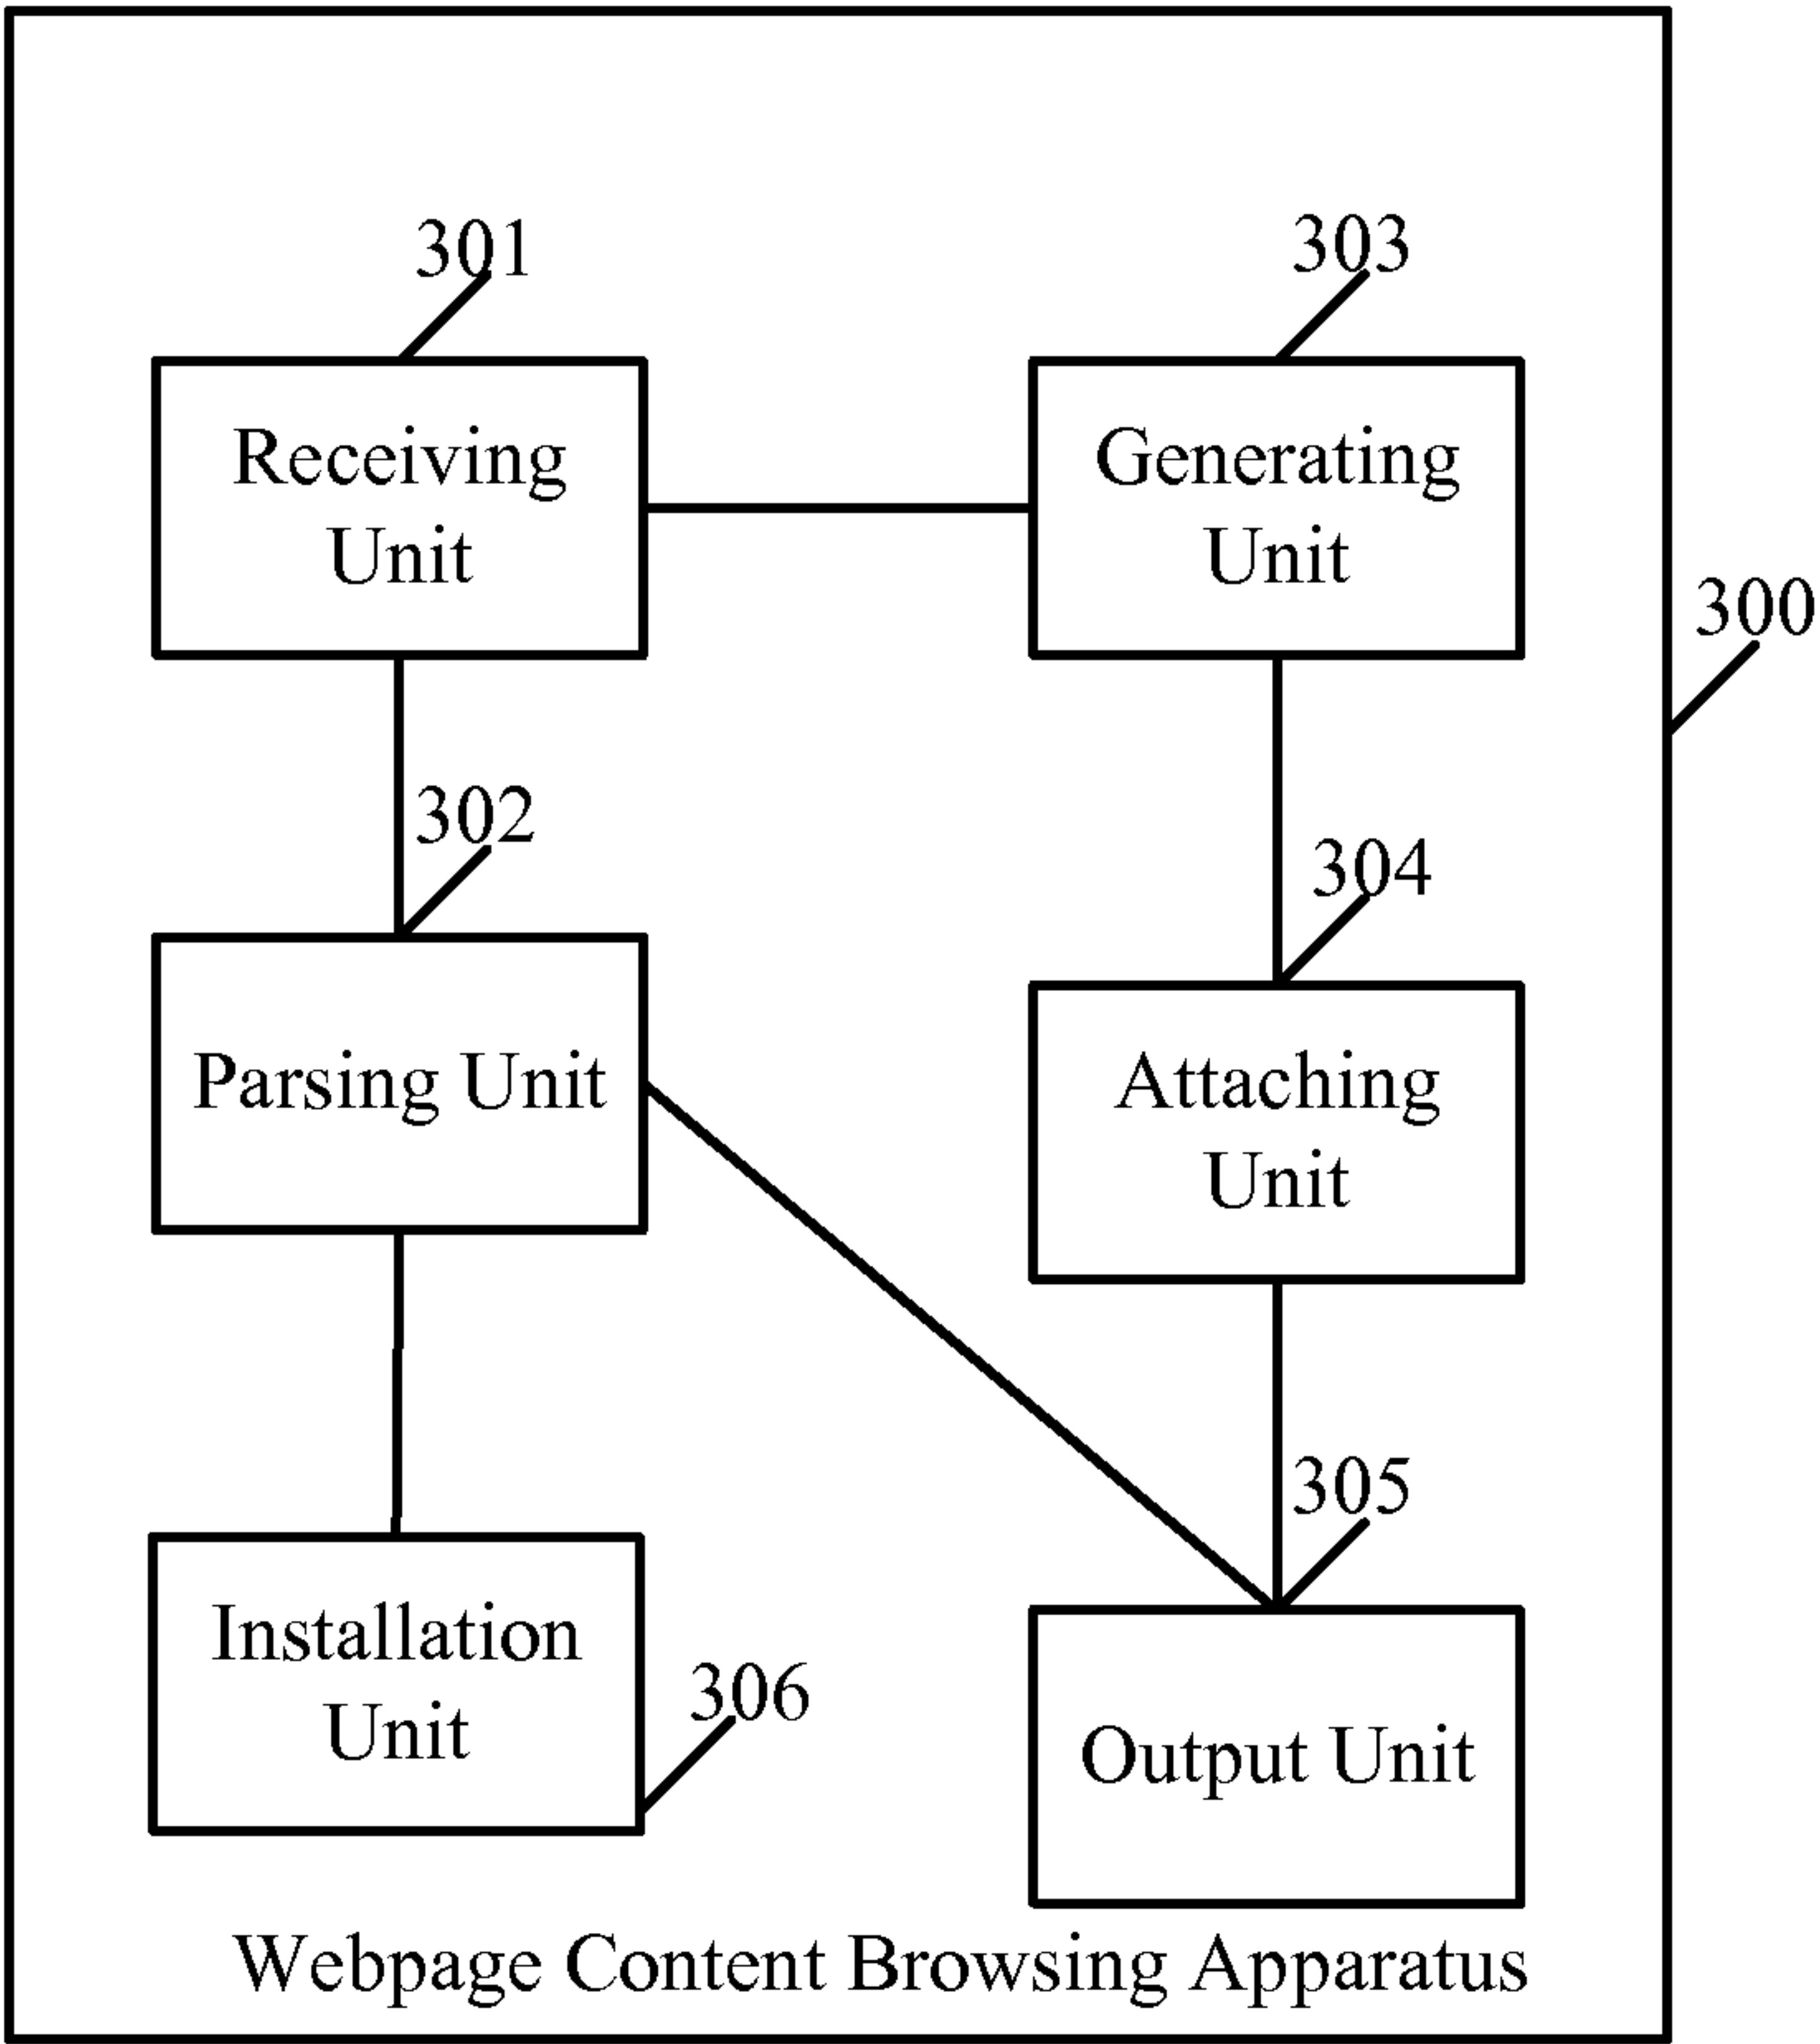 301
303
Receiving
Unit
Generating
Unit
300
302
304
Parsing Unit
Attaching
Unit
305
Installation
Unit
306
Output Unit
Webpage Content Browsing Apparatus